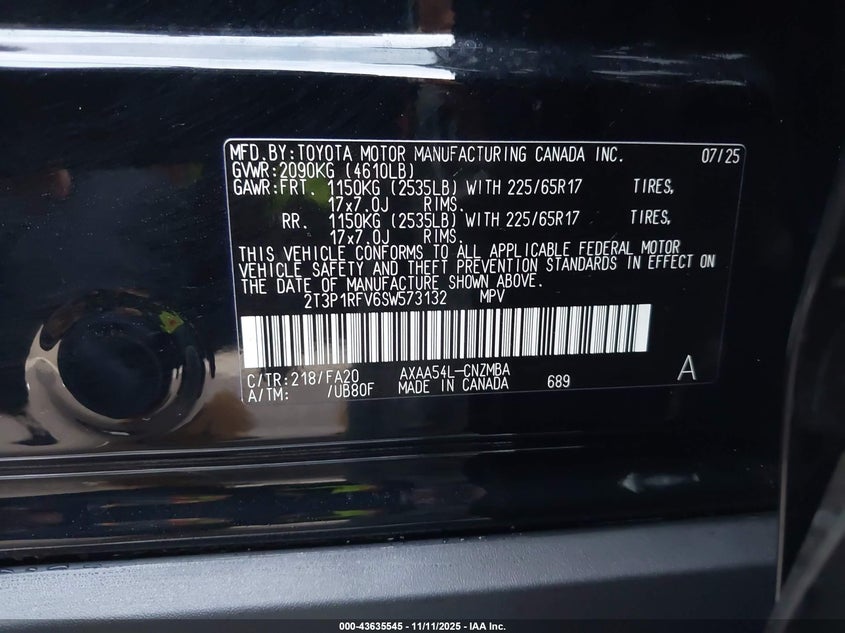 MFD.BY:TOYOTA MOTOR MANUFACTURING CANADA INC. 07/25
GVWR:2090KG (4610LB)
GAWR:FRT. 1150KG (2535LB) WITH 225/65R17 TIRES,
17x7.0J RIMS.
RR. 1150KG (2535LB) WITH 225/65R17 TIRES,
17x7.0J RIMS.
THIS VEHICLE CONFORMS TO ALL APPLICABLE FEDERAL MOTOR
VEHICLE SAFETY AND THEFT PREVENTION STANDARDS IN EFFECT ON
THE DATE OF MANUFACTURE SHOWN ABOVE.
2T3P1RFV6SW573132 MPV
C/TR:218/FA20 AXAA54L-CNZMBA
A/TM: /UB80F MADE IN CANADA 689 A
000-43635545 - 11/11/2025 - IAA Inc.